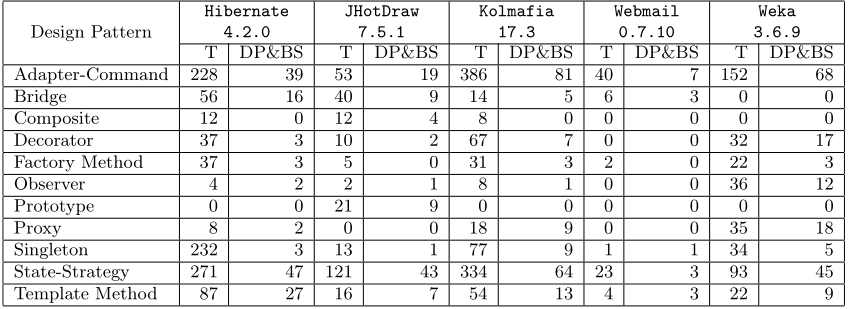 Design Pattern Hibernate JHotDraw Kolmafia Webmail Weka
4.2.0 7.5.1 17.3 0.7.10 3.6.9
T DP&BS T DP&BS T DP&BS T DP&BS T DP&BS
Adapter-Command 228 39 53 19 386 81 40 7 152 68
Bridge 56 16 40 9 14 5 6 3 0 0
Composite 12 0 12 4 8 0 0 0 0 0
Decorator 37 3 10 2 67 7 0 0 32 17
Factory Method 37 3 5 0 31 3 2 0 22 3
Observer 4 2 2 1 8 1 0 0 36 12
Prototype 0 0 21 9 0 0 0 0 0 0
Proxy 8 2 0 0 18 9 0 0 35 18
Singleton 232 3 13 1 77 9 1 1 34 5
State-Strategy 271 47 121 43 334 64 23 3 93 45
Template Method 87 27 16 7 54 13 4 3 22 9